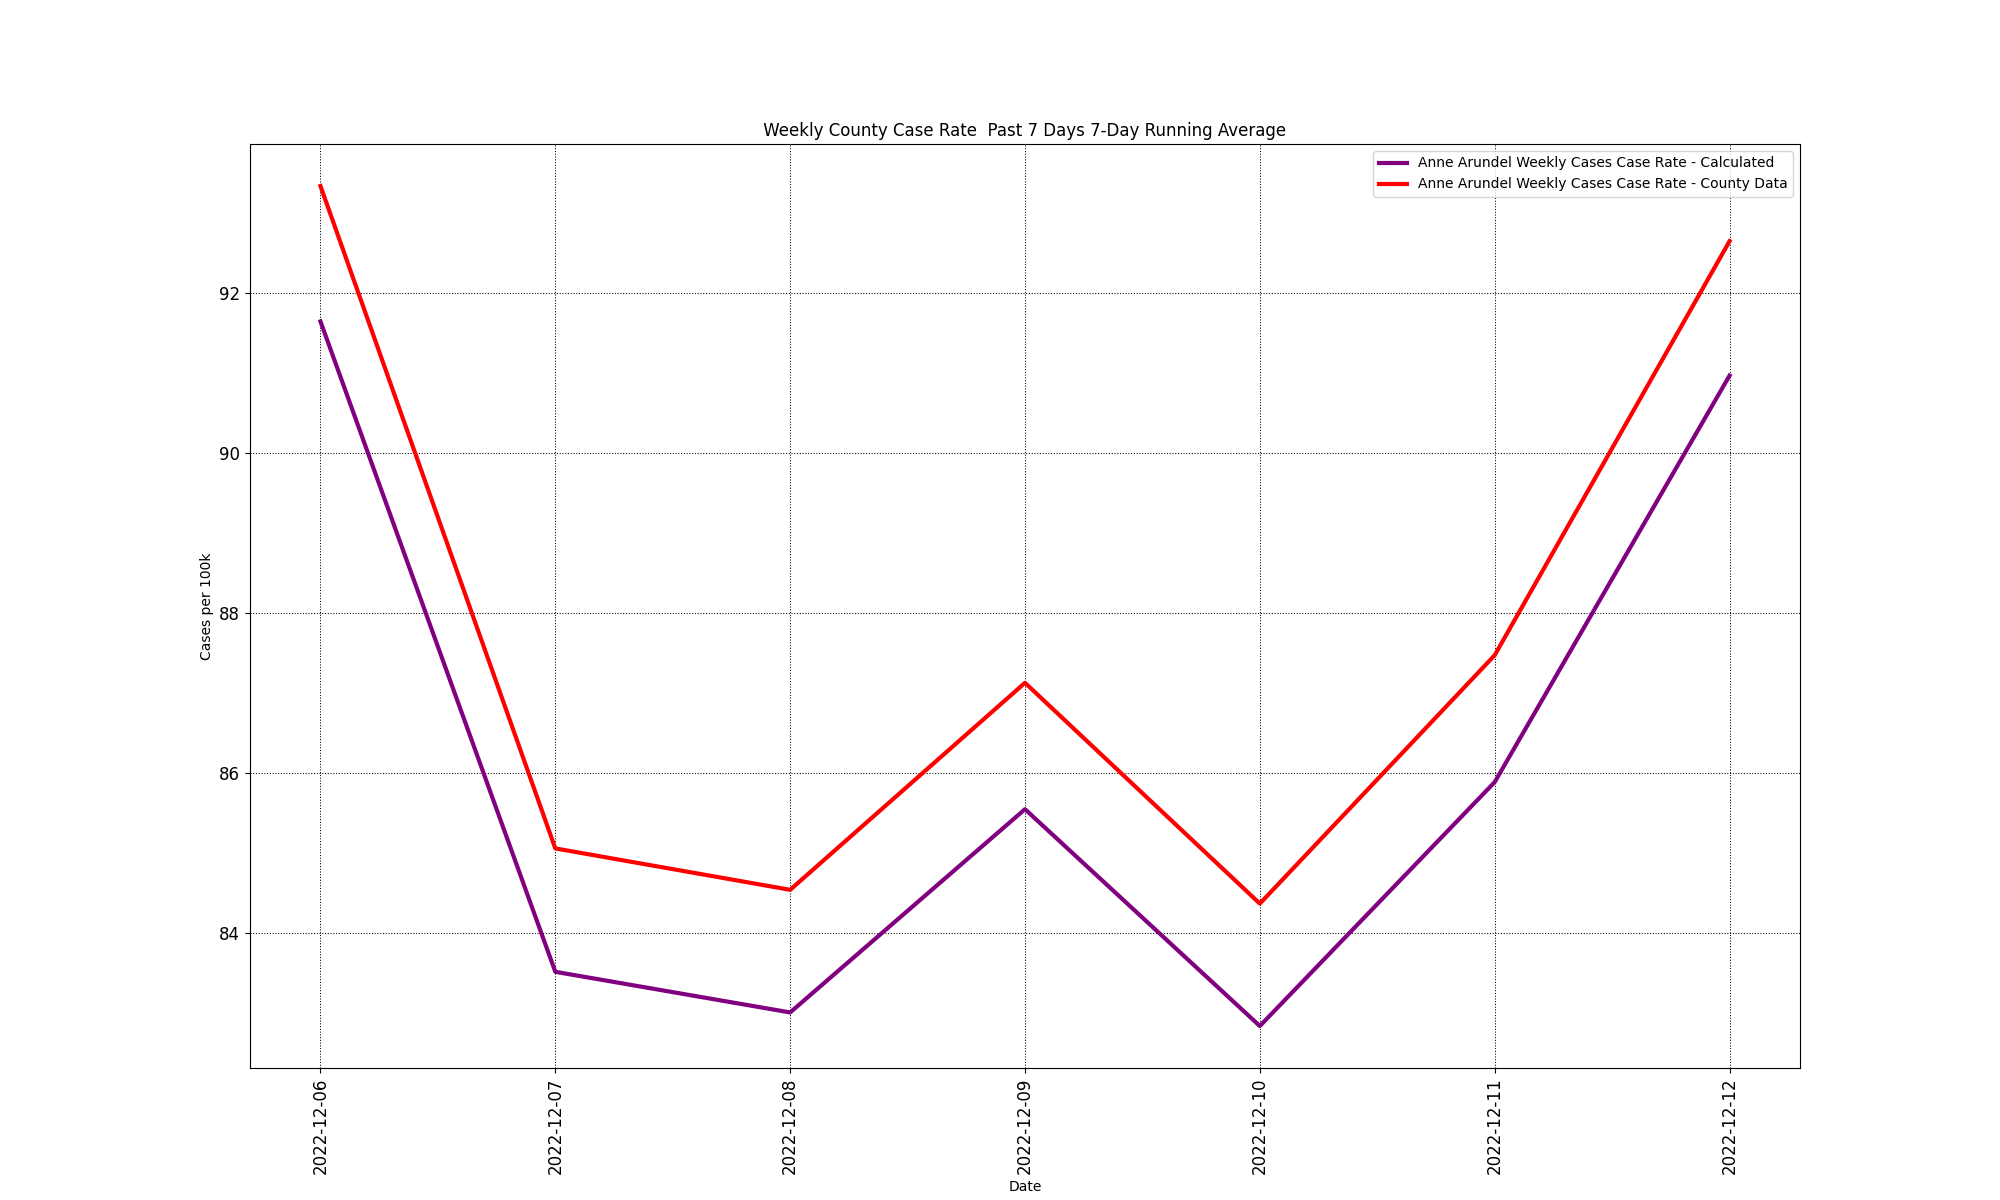 Weekly County Case Rate  Past 7 Days 7-Day Running Average
Anne Arundel Weekly Cases Case Rate - Calculated
Anne Arundel Weekly Cases Case Rate - County Data
92
90
88
86
84
Cases per 100k
2022-12-06
2022-12-07
2022-12-08
2022-12-09
2022-12-10
2022-12-11
2022-12-12
Date